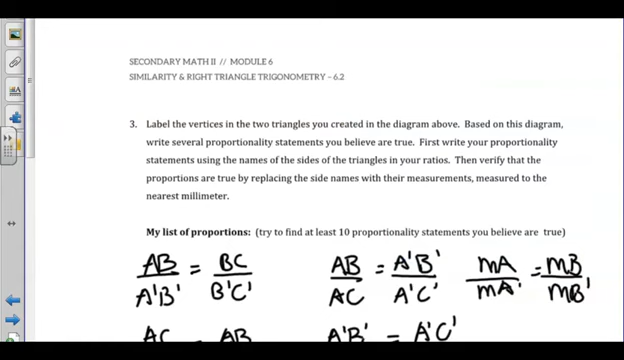 SECONDARY MATH II // MODULE 6
SIMILARITY & RIGHT TRIANGLE TRIGONOMETRY – 6.2
3. Label the vertices in the two triangles you created in the diagram above. Based on this diagram,
write several proportionality statements you believe are true. First write your proportionality
statements using the names of the sides of the triangles in your ratios. Then verify that the
proportions are true by replacing the side names with their measurements, measured to the
nearest millimeter.
My list of proportions: (try to find at least 10 proportionality statements you believe are true)
AB/A'B' = BC/B'C' AB/AC = A'B'/A'C' mA/mA' = mB/mB'
AC = AB A'B' = A'C'